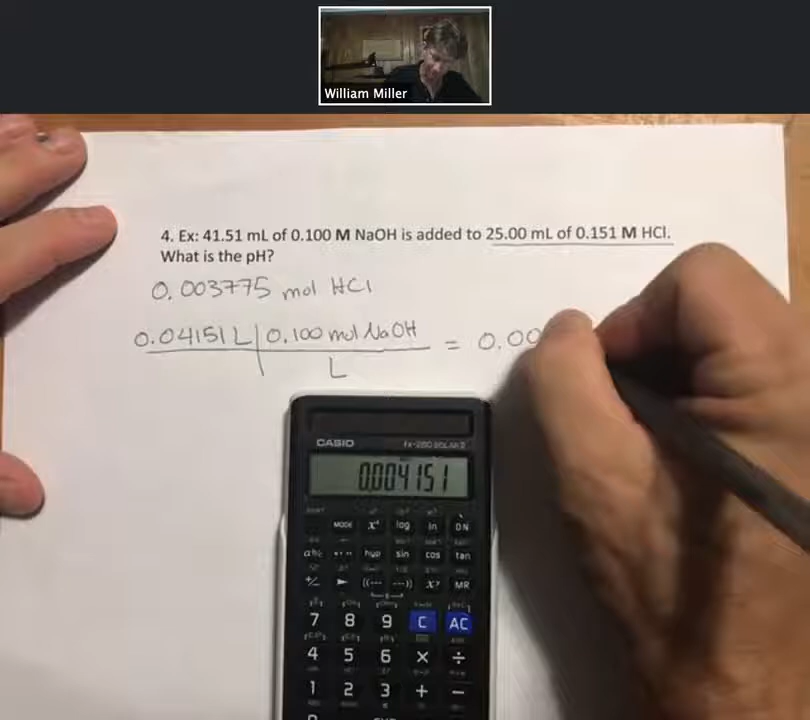 William Miller
4. Ex: 41.51 mL of 0.100 M NaOH is added to 25.00 mL of 0.151 M HCl.
What is the pH?
0.003775 mol HCl
0.04151 L | 0.100 mol NaOH = 0.00
L
CASIO
0.004151
MODE log ln ON
hyp sin cos tan
MR
7 8 9 C AC
4 5 6 × ÷
1 2 3 + −